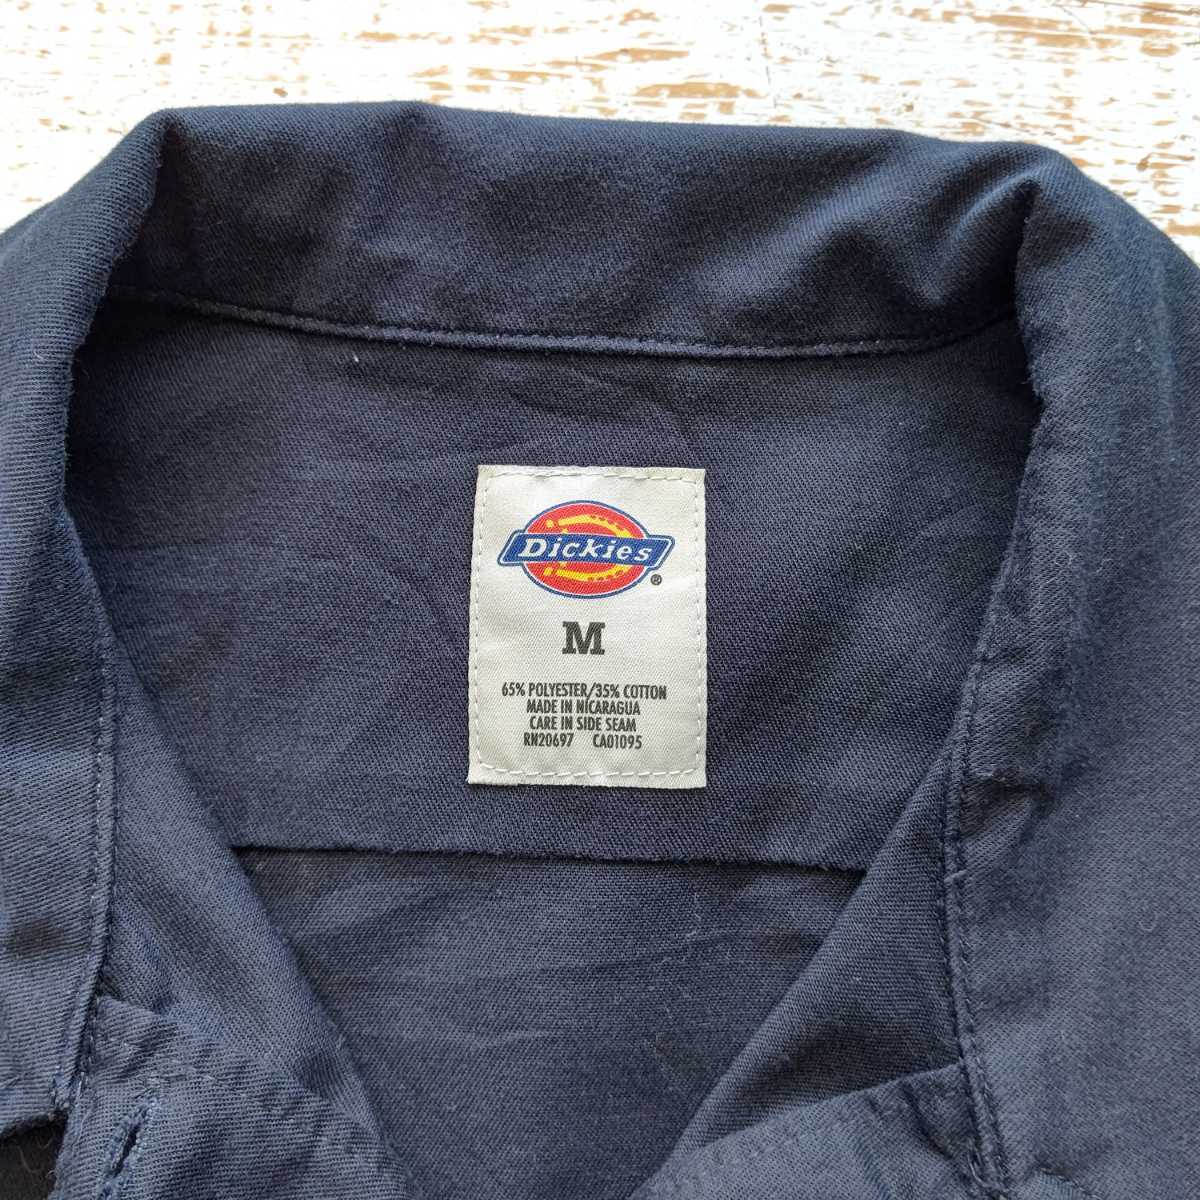 Dickies®
M
65% POLYESTER/35% COTTON
MADE IN NICARAGUA
CARE IN SIDE SEAM
RN20697 CA01095